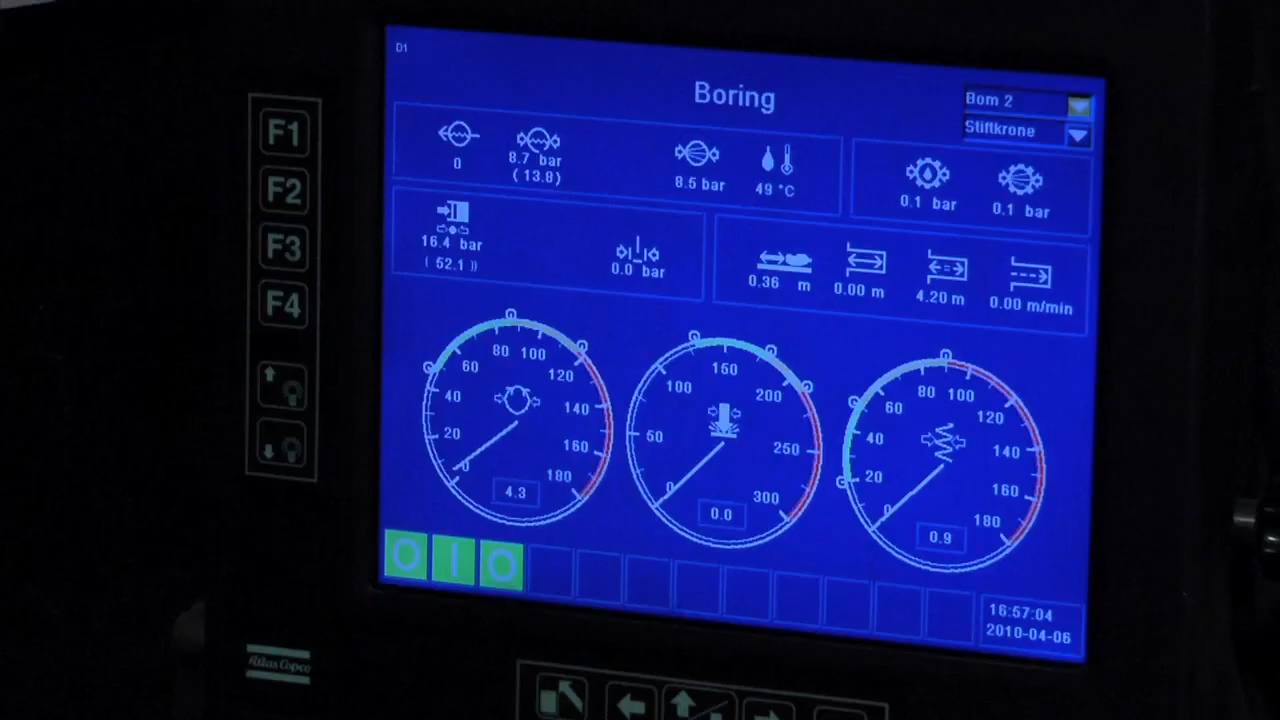 D1
Boring
Bom 2
Stiftkrone
F1
F2
F3
F4
0
8.7 bar
(13.8)
8.5 bar
49 °C
0.1 bar
0.1 bar
16.4 bar
(52.1))
0.0 bar
0.36 m
0.00 m
4.20 m
0.00 m/min
0 20 40 60 80 100 120 140 160 180
4.3
0 50 100 150 200 250 300
0.0
0 20 40 60 80 100 120 140 160 180
0.9
O I O
16:57:04
2010-04-06
Atlas Copco